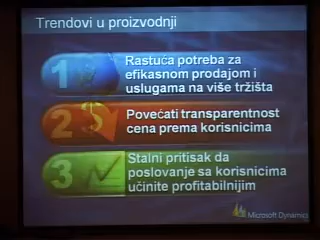 Trendovi u proizvodnji
1
Rastuća potreba za
efikasnom prodajom i
uslugama na više tržišta
2
Povećati transparentnost
cena prema korisnicima
3
Stalni pritisak da
poslovanje sa korisnicima
učinite profitabilnijim
Microsoft Dynamics